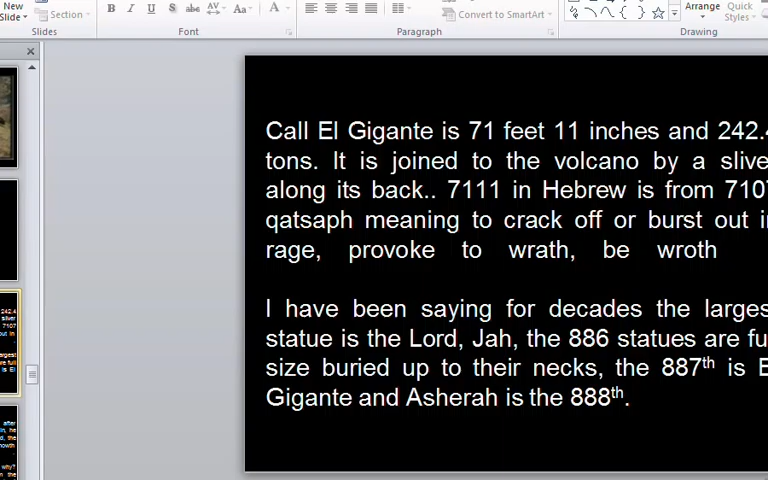 New
Slide
Section
B I U S abc AV Aa A
Convert to SmartArt
Arrange
Quick
Styles
Slides
Font
Paragraph
Drawing
Call El Gigante is 71 feet 11 inches and 242.4
tons. It is joined to the volcano by a
along its back.. 7111 in Hebrew is from
qatsaph meaning to crack off or burst out
rage, provoke to wrath, be wroth
I have been saying for decades the
statue is the Lord, Jah, the 886 statues are
size buried up to their necks, the 887th is
Gigante and Asherah is the 888th.